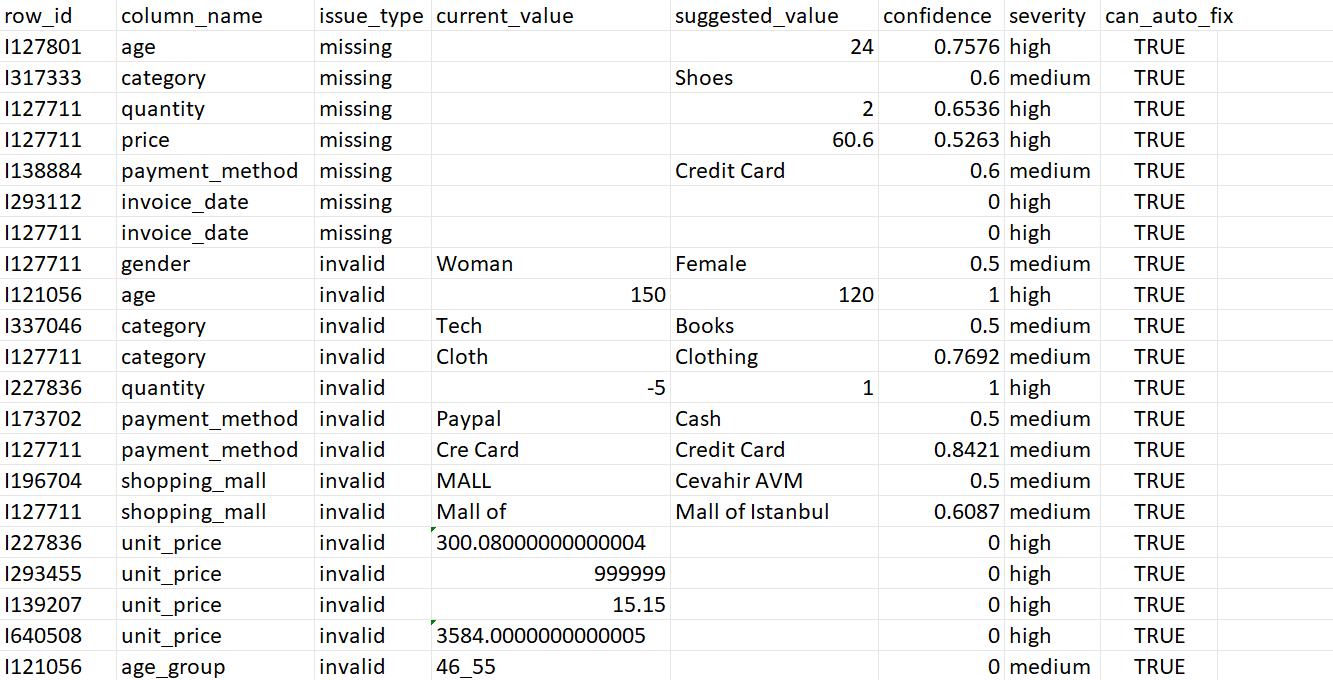 row_id column_name issue_type current_value suggested_value confidence severity can_auto_fix
I127801 age missing 24 0.7576 high TRUE
I317333 category missing Shoes 0.6 medium TRUE
I127711 quantity missing 2 0.6536 high TRUE
I127711 price missing 60.6 0.5263 high TRUE
I138884 payment_method missing Credit Card 0.6 medium TRUE
I293112 invoice_date missing 0 high TRUE
I127711 invoice_date missing 0 high TRUE
I127711 gender invalid Woman Female 0.5 medium TRUE
I121056 age invalid 150 120 1 high TRUE
I337046 category invalid Tech Books 0.5 medium TRUE
I127711 category invalid Cloth Clothing 0.7692 medium TRUE
I227836 quantity invalid -5 1 1 high TRUE
I173702 payment_method invalid Paypal Cash 0.5 medium TRUE
I127711 payment_method invalid Cre Card Credit Card 0.8421 medium TRUE
I196704 shopping_mall invalid MALL Cevahir AVM 0.5 medium TRUE
I127711 shopping_mall invalid Mall of Mall of Istanbul 0.6087 medium TRUE
I227836 unit_price invalid 300.08000000000004 0 high TRUE
I293455 unit_price invalid 999999 0 high TRUE
I139207 unit_price invalid 15.15 0 high TRUE
I640508 unit_price invalid 3584.0000000000005 0 high TRUE
I121056 age_group invalid 46_55 0 medium TRUE